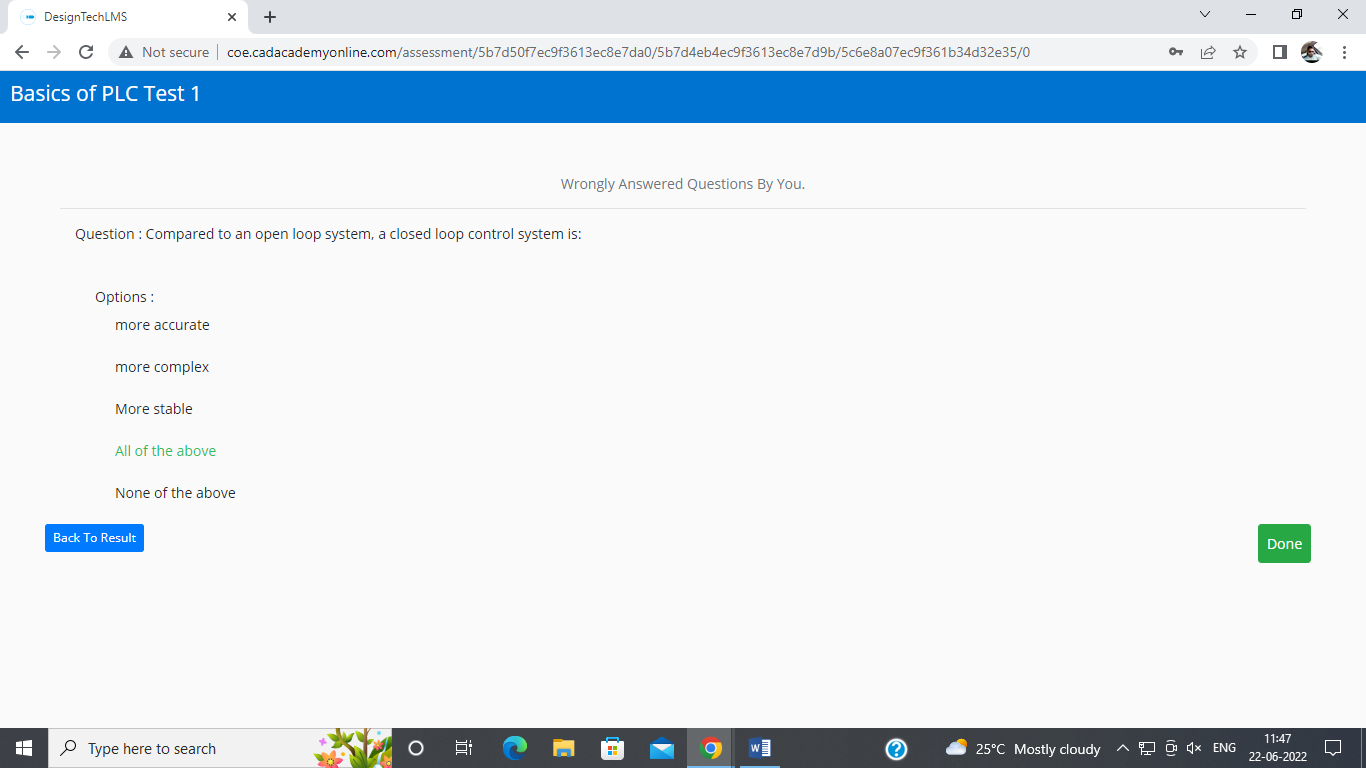 DesignTechLMS
Not secure
coe.cadacademyonline.com/assessment/5b7d50f7ec9f3613ec8e7da0/5b7d4eb4ec9f3613ec8e7d9b/5c6e8a07ec9f361b34d32e35/0
Basics of PLC Test 1
Wrongly Answered Questions By You.
Question : Compared to an open loop system, a closed loop control system is:
Options :
more accurate
more complex
More stable
All of the above
None of the above
Back To Result
Done
Type here to search
25°C Mostly cloudy
ENG
11:47
22-06-2022